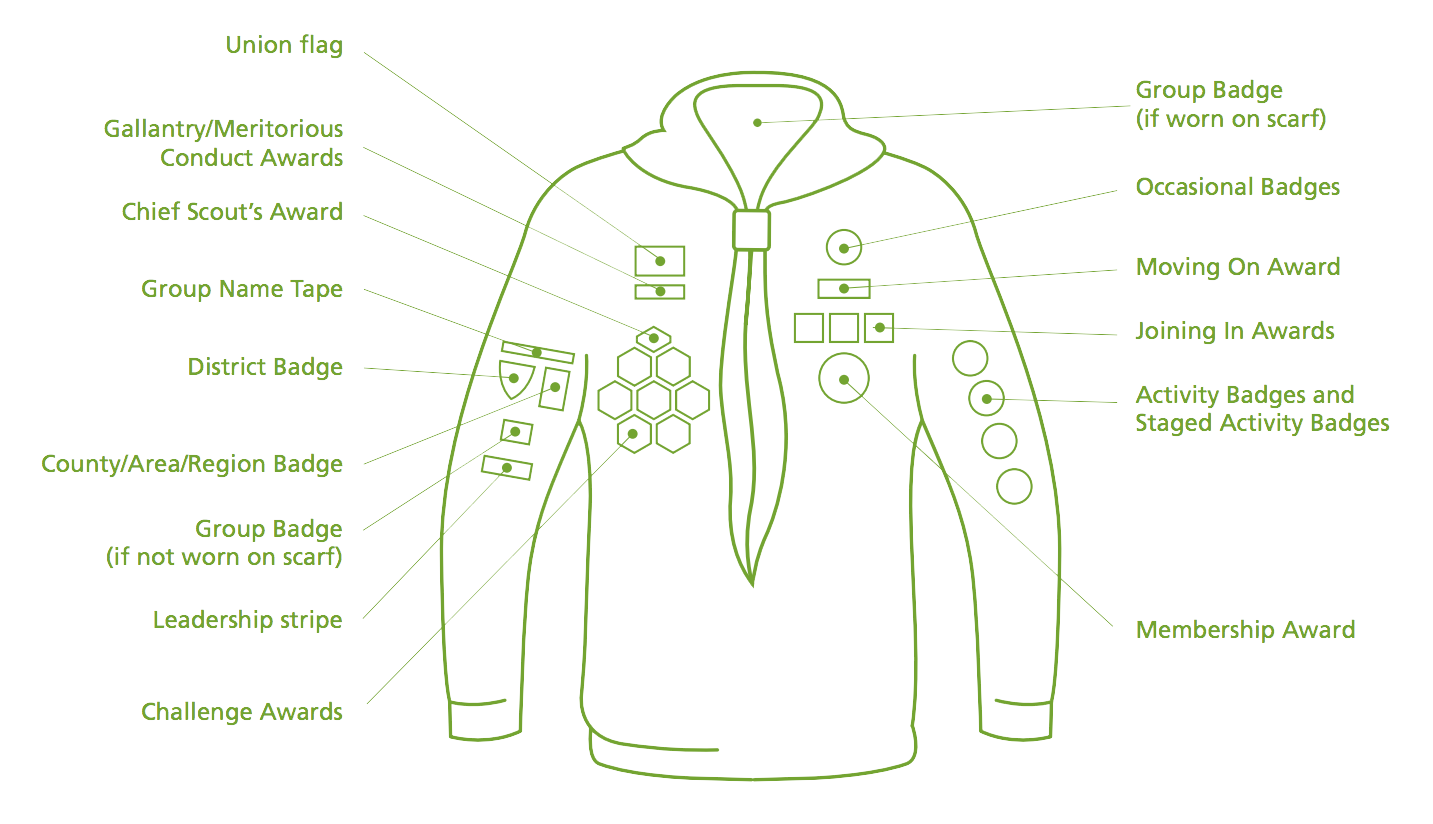 Union flag
Gallantry/Meritorious
Conduct Awards
Chief Scout’s Award
Group Name Tape
District Badge
County/Area/Region Badge
Group Badge
(if not worn on scarf)
Leadership stripe
Challenge Awards
Group Badge
(if worn on scarf)
Occasional Badges
Moving On Award
Joining In Awards
Activity Badges and
Staged Activity Badges
Membership Award